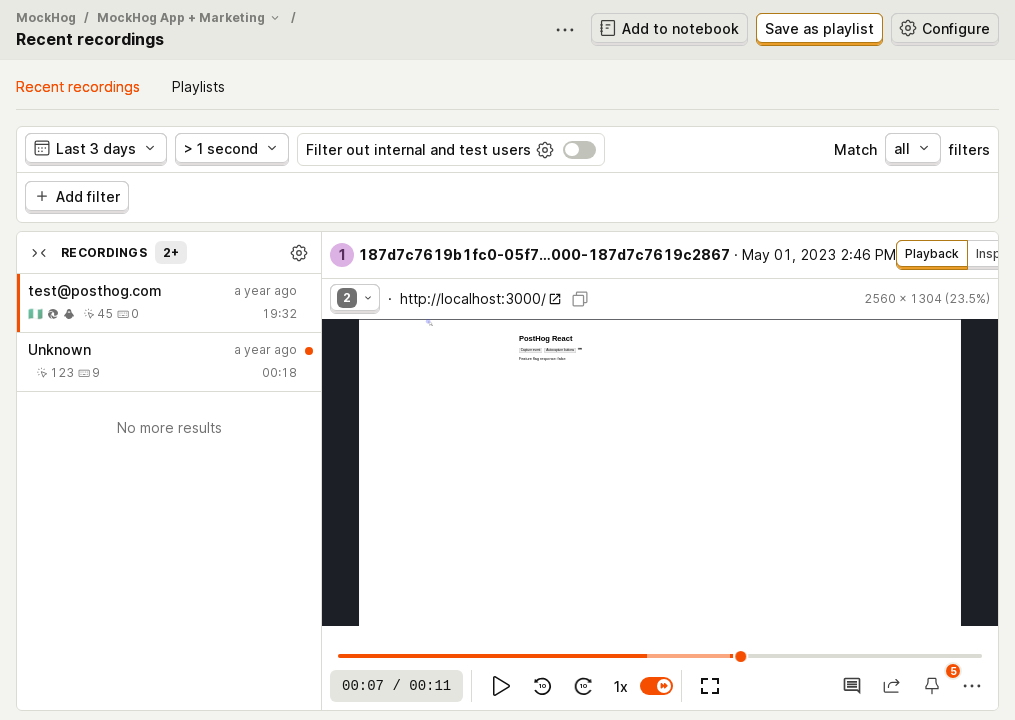 MockHog / MockHog App + Marketing /
Recent recordings
Add to notebook
Save as playlist
Configure
Recent recordings
Playlists
Last 3 days
> 1 second
Filter out internal and test users
Match all filters
Add filter
RECORDINGS 2+
test@posthog.com a year ago
45 0 19:32
Unknown a year ago
123 9 00:18
No more results
1 187d7c7619b1fc0-05f7...000-187d7c7619c2867 · May 01, 2023 2:46 PM
Playback
Insp
2 · http://localhost:3000/
2560 × 1304 (23.5%)
PostHog React
Feature flag response: false
00:07 / 00:11
10
10
1x
5